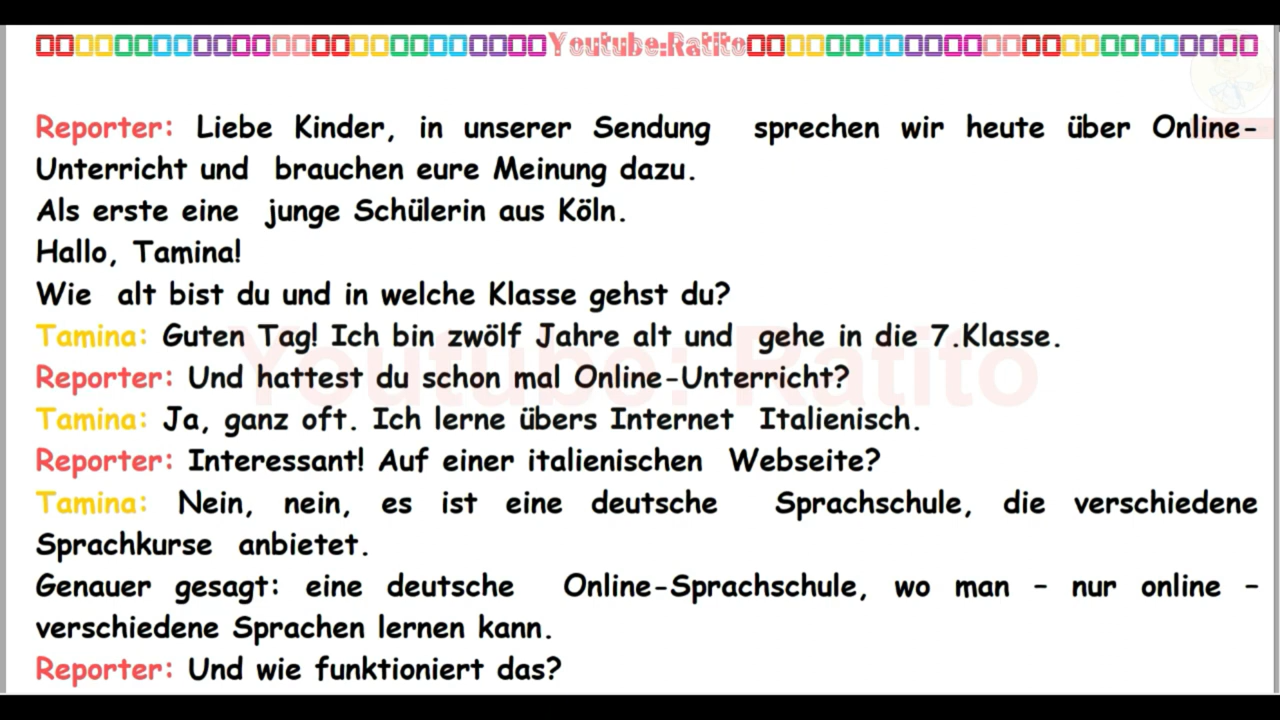 Youtube:Ratito
Reporter: Liebe Kinder, in unserer Sendung sprechen wir heute über Online-
Unterricht und brauchen eure Meinung dazu.
Als erste eine junge Schülerin aus Köln.
Hallo, Tamina!
Wie alt bist du und in welche Klasse gehst du?
Tamina: Guten Tag! Ich bin zwölf Jahre alt und gehe in die 7.Klasse.
Youtube: Ratito
Reporter: Und hattest du schon mal Online-Unterricht?
Tamina: Ja, ganz oft. Ich lerne übers Internet Italienisch.
Reporter: Interessant! Auf einer italienischen Webseite?
Tamina: Nein, nein, es ist eine deutsche Sprachschule, die verschiedene
Sprachkurse anbietet.
Genauer gesagt: eine deutsche Online-Sprachschule, wo man – nur online –
verschiedene Sprachen lernen kann.
Reporter: Und wie funktioniert das?